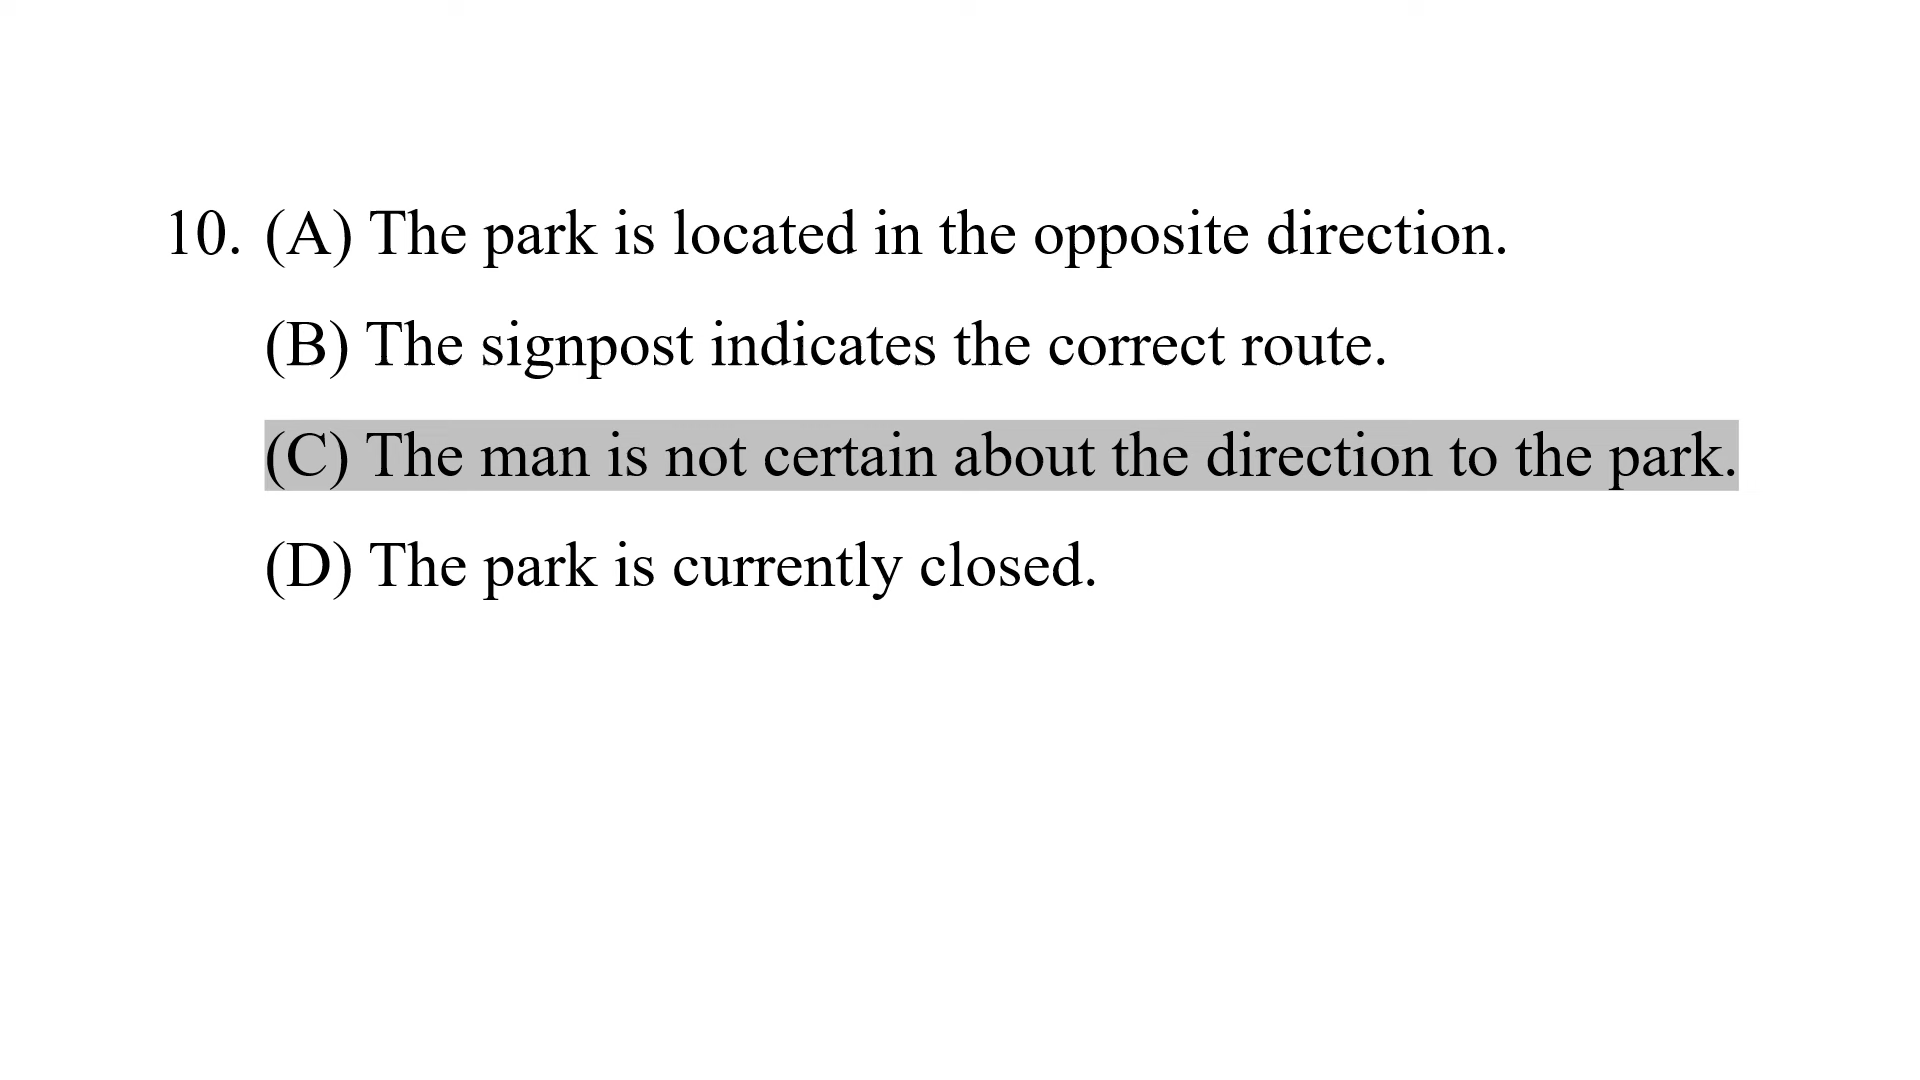 10. (A) The park is located in the opposite direction.
(B) The signpost indicates the correct route.
(C) The man is not certain about the direction to the park.
(D) The park is currently closed.